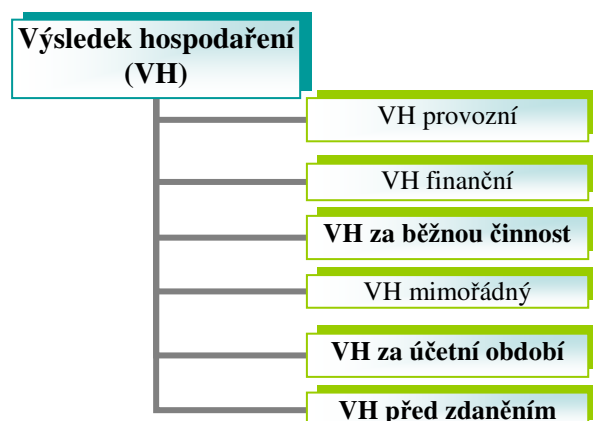 Výsledek hospodaření
(VH)
VH provozní
VH finanční
VH za běžnou činnost
VH mimořádný
VH za účetní období
VH před zdaněním